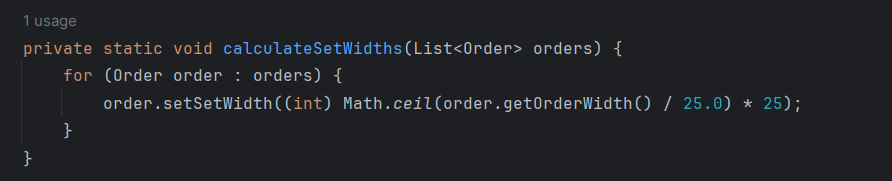 1 usage
private static void calculateSetWidths(List<Order> orders) {
    for (Order order : orders) {
        order.setSetWidth((int) Math.ceil(order.getOrderWidth() / 25.0) * 25);
    }
}